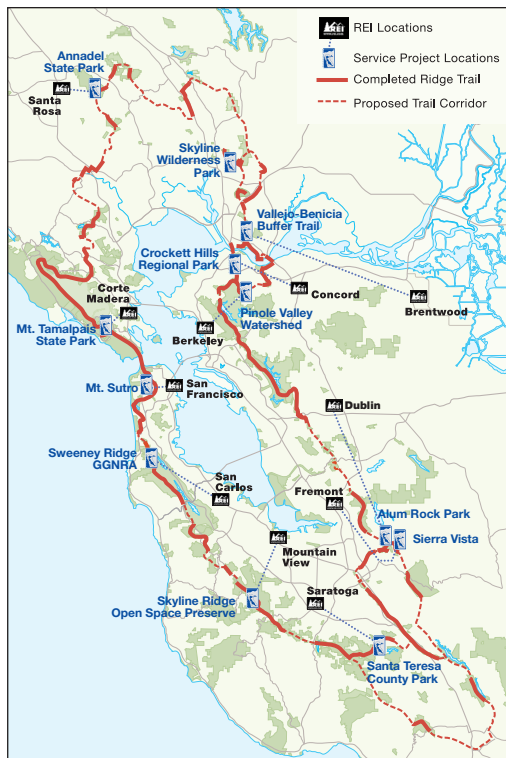 REI Locations
Service Project Locations
Completed Ridge Trail
Proposed Trail Corridor
Annadel
State Park
Santa
Rosa
Skyline
Wilderness
Park
Vallejo-Benicia
Buffer Trail
Crockett Hills
Regional Park
Concord
Brentwood
Corte
Madera
Pinole Valley
Watershed
Berkeley
Mt. Tamalpais
State Park
Mt. Sutro
San
Francisco
Dublin
Sweeney Ridge
GGNRA
San
Carlos
Fremont
Alum Rock Park
Sierra Vista
Mountain
View
Saratoga
Skyline Ridge
Open Space Preserve
Santa Teresa
County Park